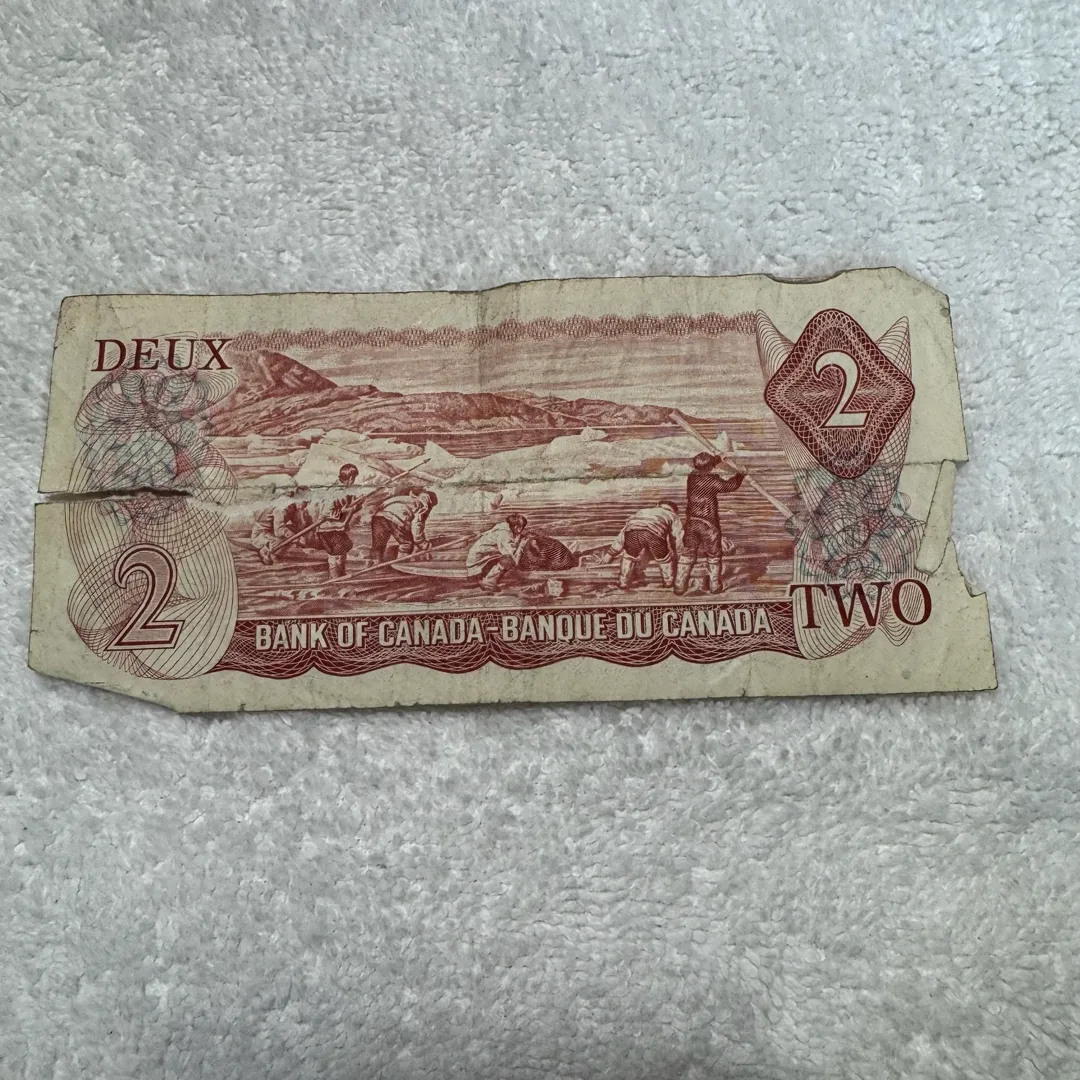 DEUX
2
2
BANK OF CANADA-BANQUE DU CANADA
TWO